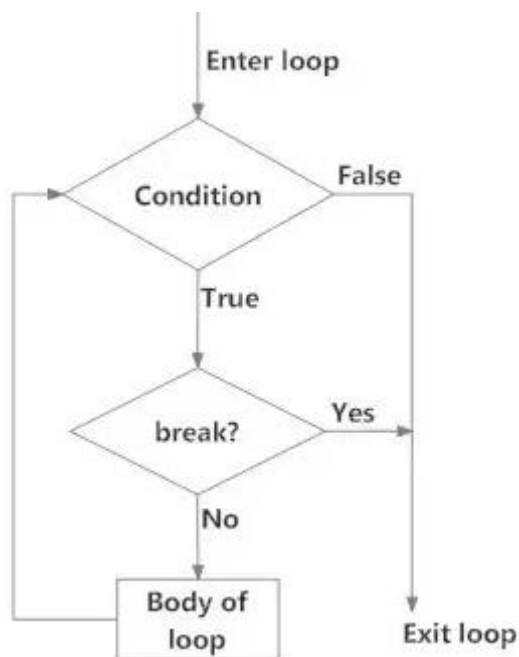 Enter loop
Condition
False
True
break?
Yes
No
Body of
loop
Exit loop